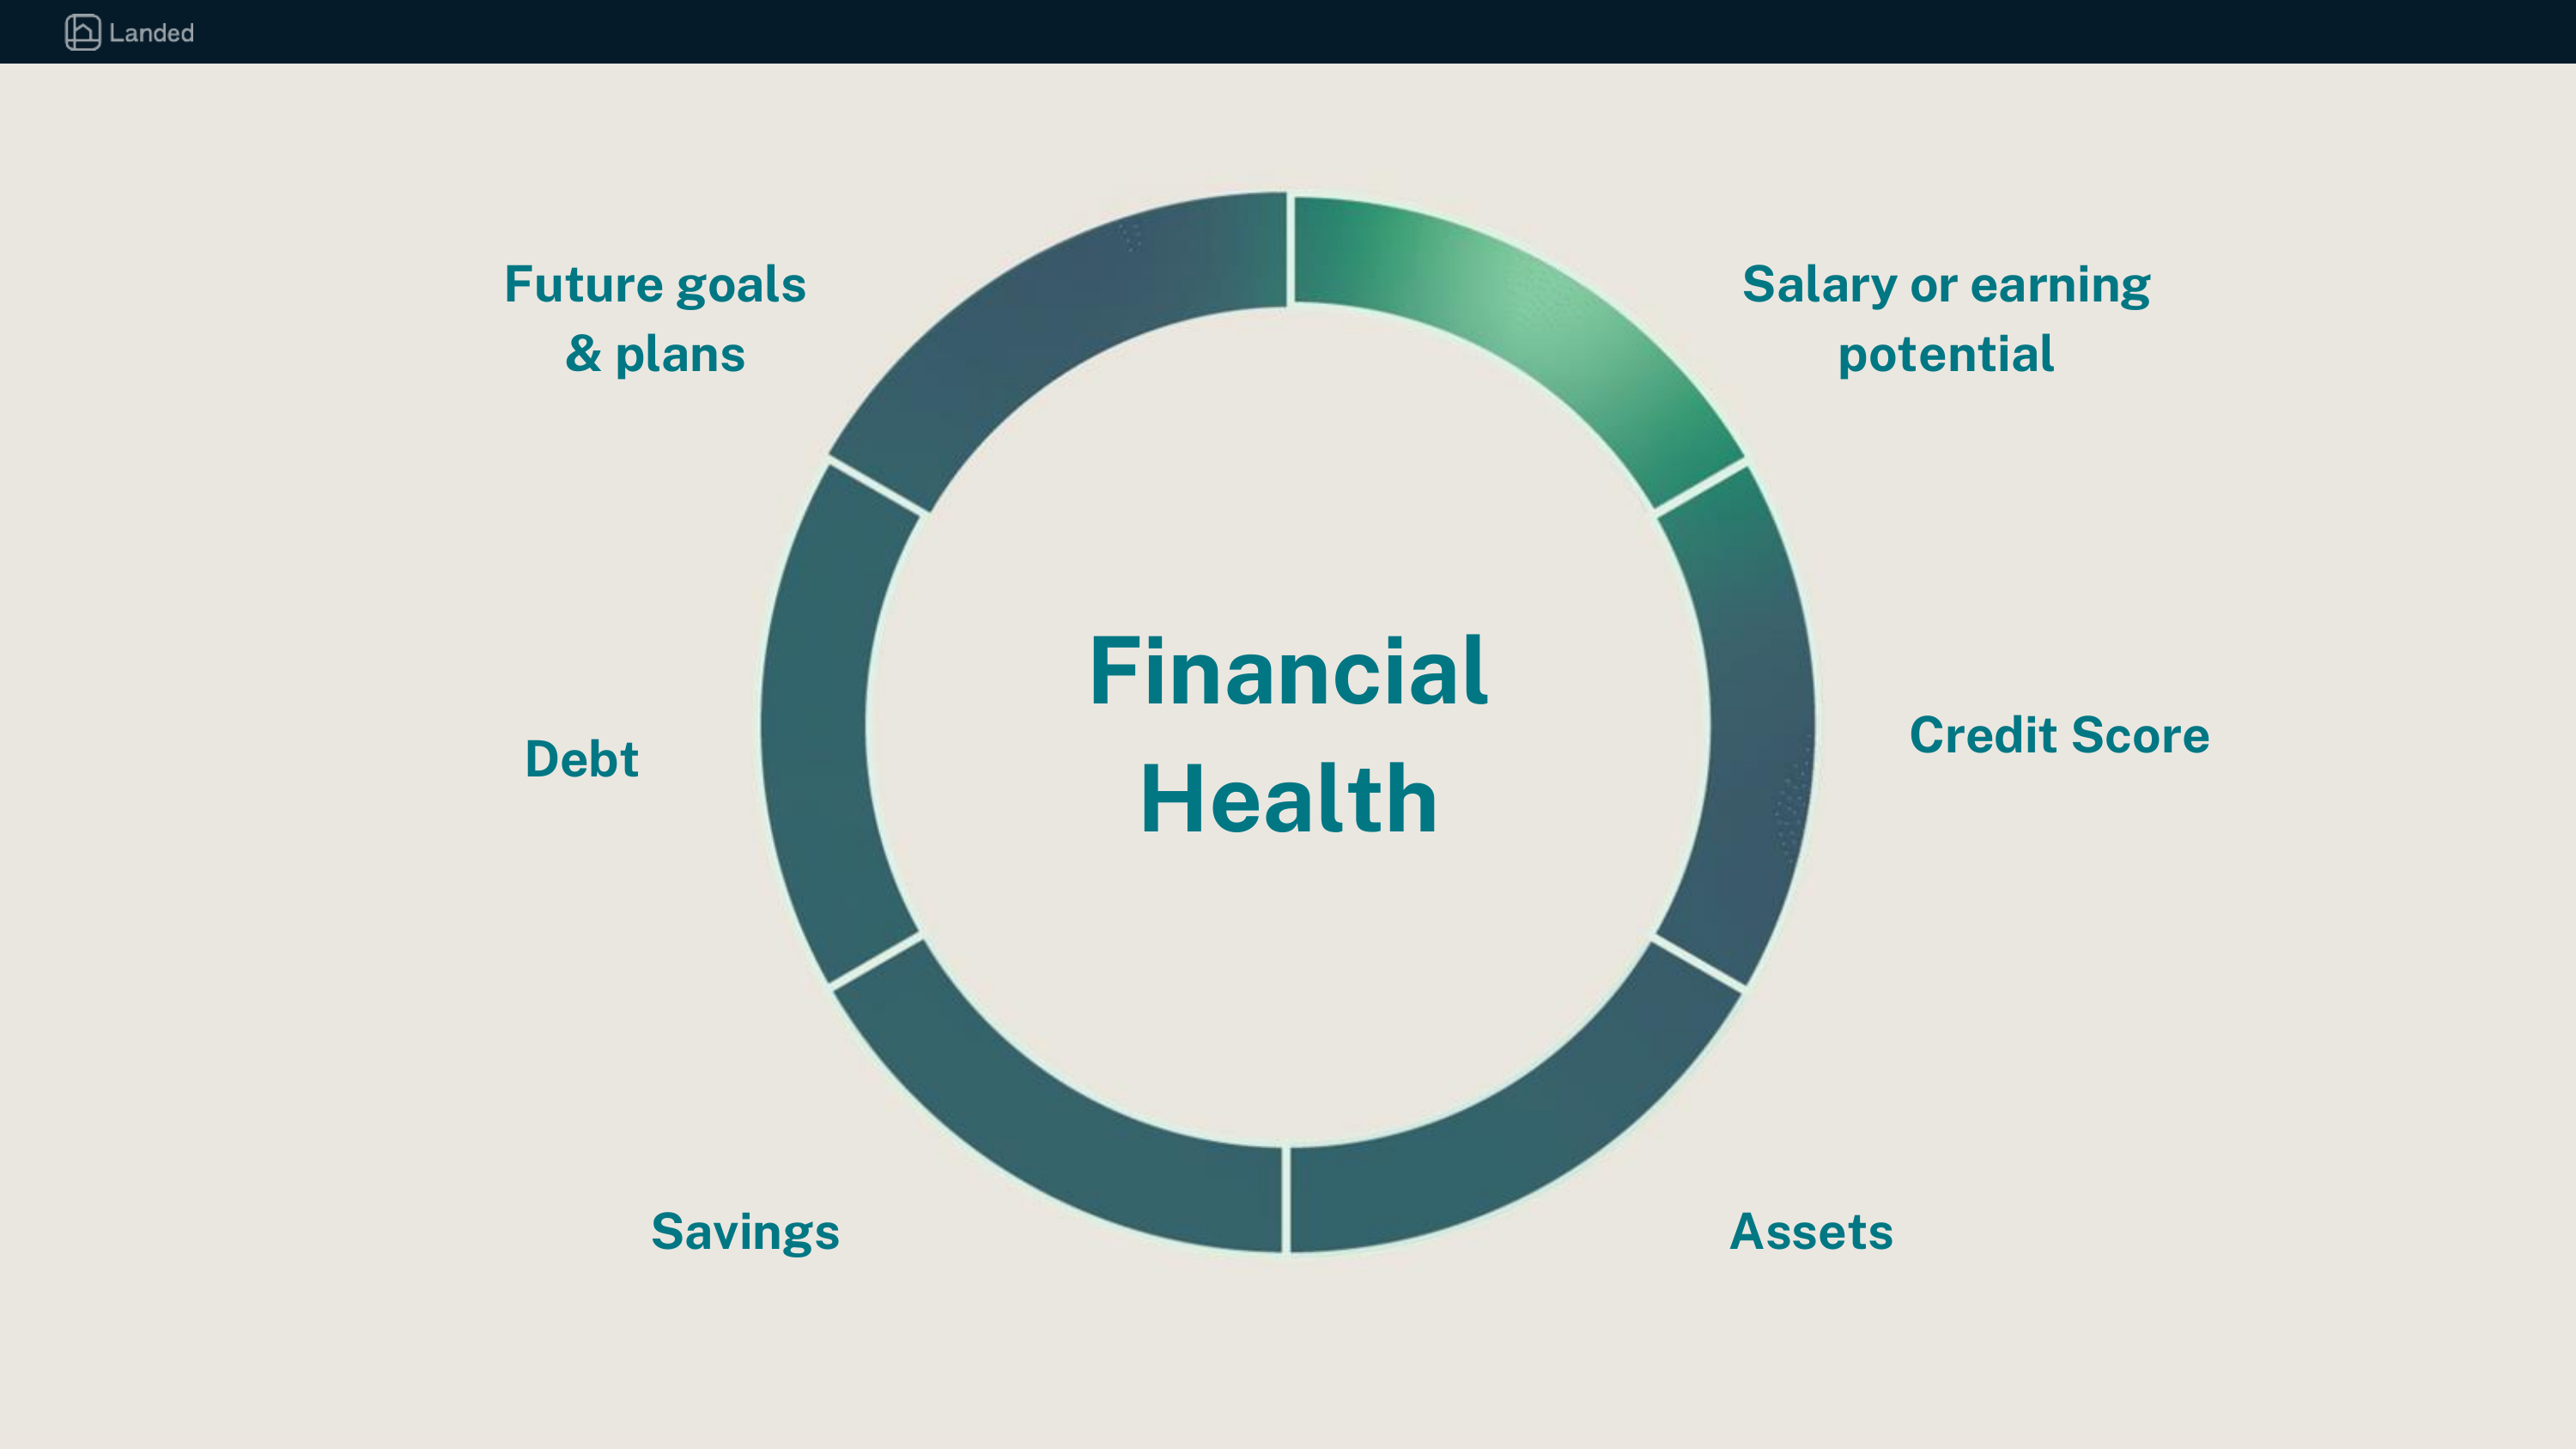 Landed
Future goals
& plans
Salary or earning
potential
Financial
Health
Debt
Credit Score
Savings
Assets